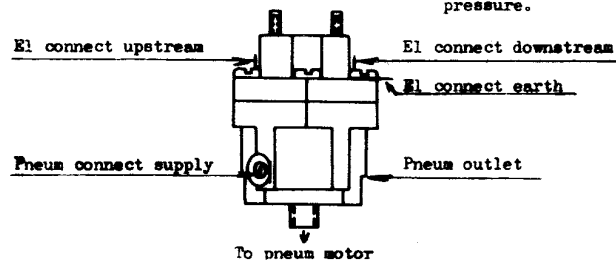 pressure.
El connect upstream
El connect downstream
El connect earth
Pneum connect supply
Pneum outlet
To pneum motor